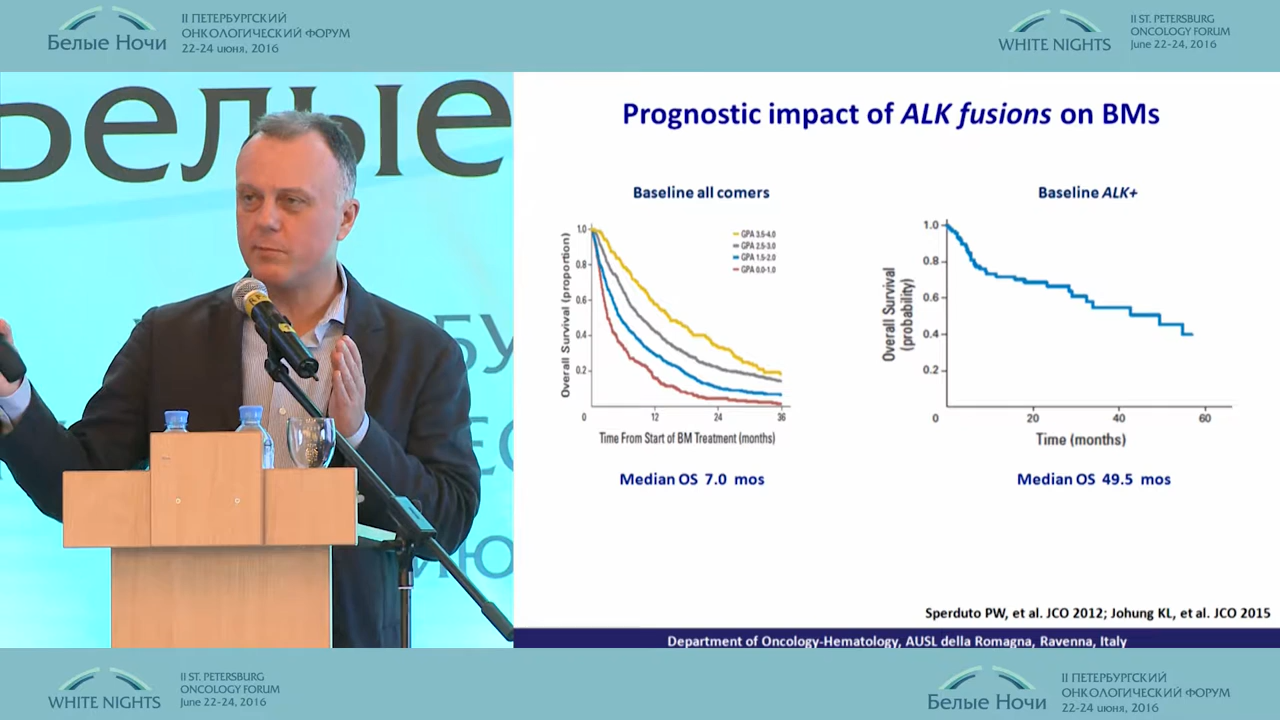 Белые Ночи
II ПЕТЕРБУРГСКИЙ
ОНКОЛОГИЧЕСКИЙ ФОРУМ
22-24 июня, 2016
WHITE NIGHTS
II ST. PETERSBURG
ONCOLOGY FORUM
June 22-24, 2016
Белые
Prognostic impact of ALK fusions on BMs
Baseline all comers
Overall Survival (proportion)
1.0
0.8
0.6
0.4
0.2
GPA 3.5-4.0
GPA 2.5-3.0
GPA 1.5-2.0
GPA 0.0-1.0
0 12 24 36
Time From Start of BM Treatment (months)
Median OS 7.0 mos
Baseline ALK+
Overall Survival
(probability)
1.0
0.8
0.6
0.4
0.2
0 20 40 60
Time (months)
Median OS 49.5 mos
Sperduto PW, et al. JCO 2012; Johung KL, et al. JCO 2015
Department of Oncology-Hematology, AUSL della Romagna, Ravenna, Italy
WHITE NIGHTS
II ST. PETERSBURG
ONCOLOGY FORUM
June 22-24, 2016
Белые Ночи
II ПЕТЕРБУРГСКИЙ
ОНКОЛОГИЧЕСКИЙ ФОРУМ
22-24 июня, 2016